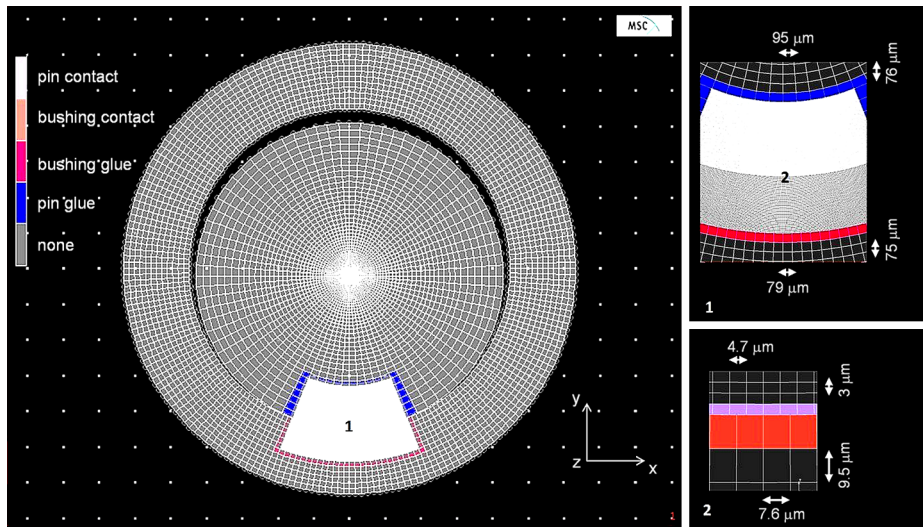 MSC
pin contact
bushing contact
bushing glue
pin glue
none
1
y
z
x
2
95 μm
76 μm
2
75 μm
79 μm
1
4.7 μm
3 μm
9.5 μm
7.6 μm
2